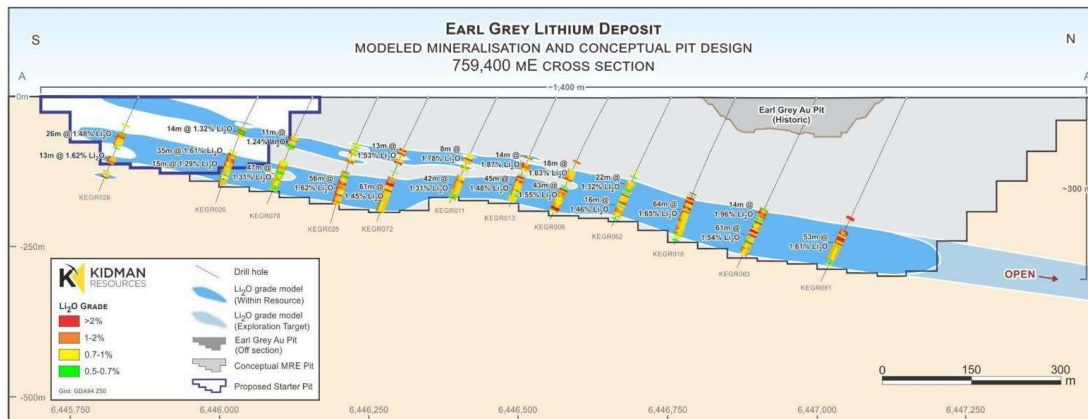 EARL GREY LITHIUM DEPOSIT
MODELED MINERALISATION AND CONCEPTUAL PIT DESIGN
759,400 mE CROSS SECTION
S
N
A
A
0m
~1,400 m
Earl Grey Au Pit
(Historic)
26m @ 1.48% Li2O
14m @ 1.32% Li2O
11m @
1.24% Li2O
13m @ 1.62% Li2O
35m @ 1.61% Li2O
15m @ 1.29% Li2O
47m @
1.31% Li2O
13m @
1.53% Li2O
56m @
1.62% Li2O
61m @
1.45% Li2O
8m @
1.78% Li2O
42m @
1.31% Li2O
14m @
1.87% Li2O
45m @
1.48% Li2O
18m @
1.63% Li2O
43m @
1.55% Li2O
1.46% Li2O
22m @
1.32% Li2O
16m @
64m @
1.65% Li2O
14m @
1.96% Li2O
61m @
1.54% Li2O
53m @
1.61% Li2O
~300 m
KEGR028
KEGR026
KEGR078
KEGR025
KEGR072
KEGR011
KEGR013
KEGR006
KEGR062
KEGR018
KEGR083
KEGR081
-250m
OPEN
KIDMAN
RESOURCES
Li2O GRADE
>2%
1-2%
0.7-1%
0.5-0.7%
Grid: GDA94 Z50
Drill hole
Li2O grade model
(Within Resource)
Li2O grade model
(Exploration Target)
Earl Grey Au Pit
(Off section)
Conceptual MRE Pit
Proposed Starter Pit
0 150 300
m
-500m
6,445,750 6,446,000 6,446,250 6,446,500 6,446,750 6,447,000 6,447,250